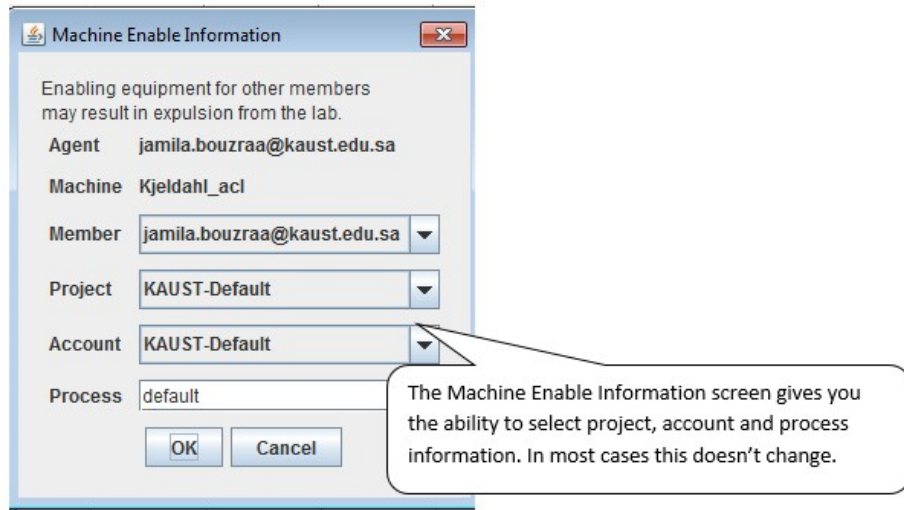 Machine Enable Information
Enabling equipment for other members
may result in expulsion from the lab.
Agent jamila.bouzraa@kaust.edu.sa
Machine Kjeldahl_acl
Member jamila.bouzraa@kaust.edu.sa
Project KAUST-Default
Account KAUST-Default
Process default
OK Cancel
The Machine Enable Information screen gives you
the ability to select project, account and process
information. In most cases this doesn't change.